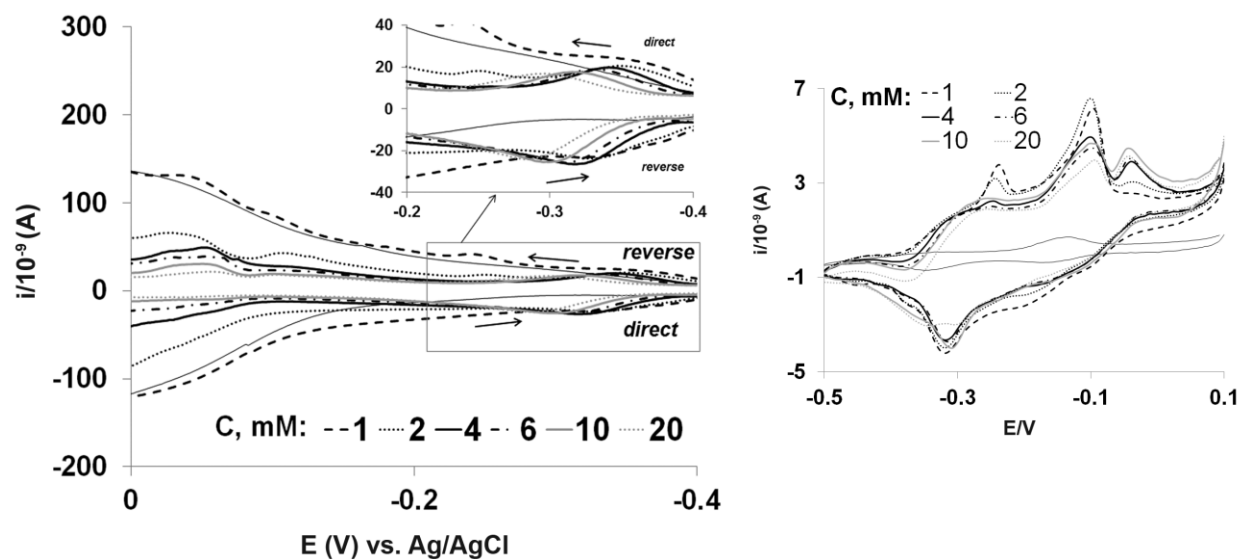 300
200
100
0
-100
-200
i/10⁻⁹ (A)
40
20
0
-20
-40
-0.2
-0.3
-0.4
direct
reverse
reverse
direct
C, mM: 1 2 4 6 10 20
0
-0.2
-0.4
E (V) vs. Ag/AgCl
7
3
-1
-5
i/10⁻⁹ (A)
C, mM: 1 2
4 6
10 20
-0.5
-0.3
-0.1
0.1
E/V